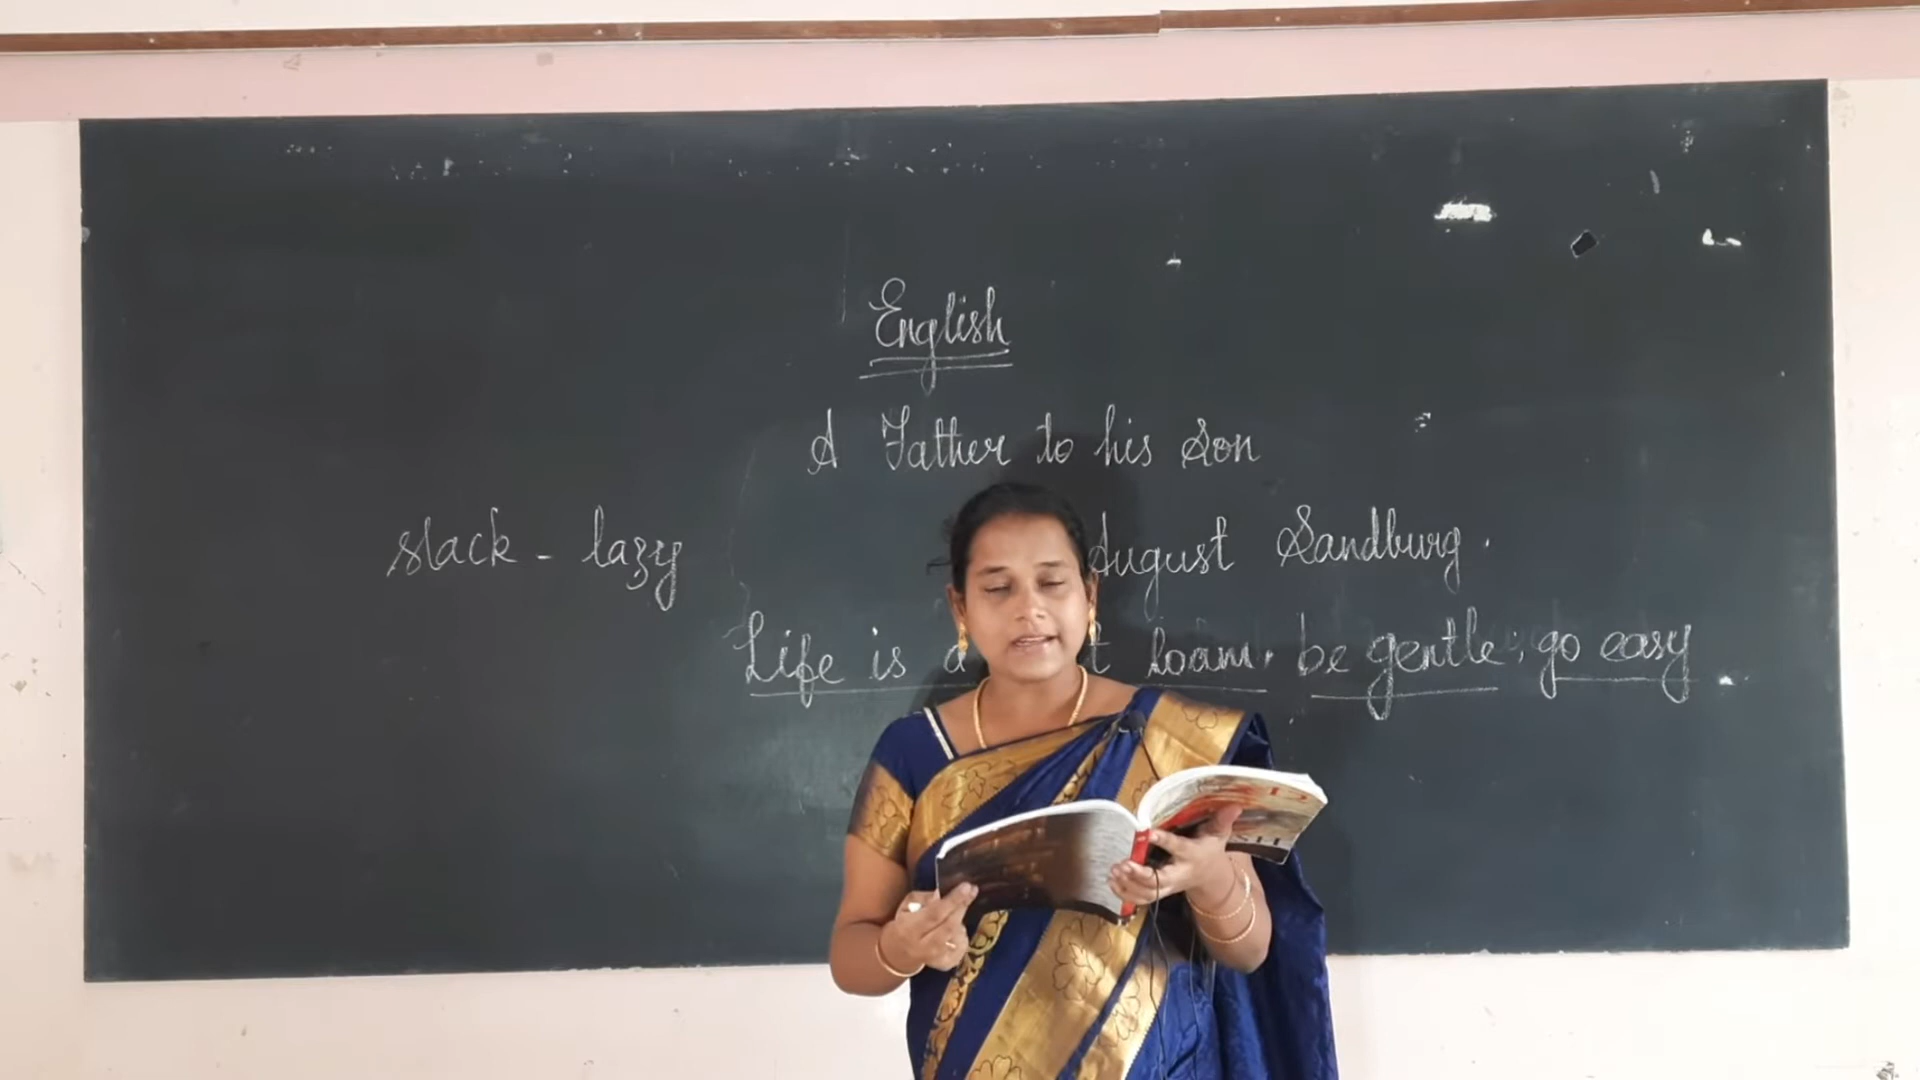 English
A Father to his Son
slack - lazy
August Sandburg.
Life is a t loam. be gentle; go easy